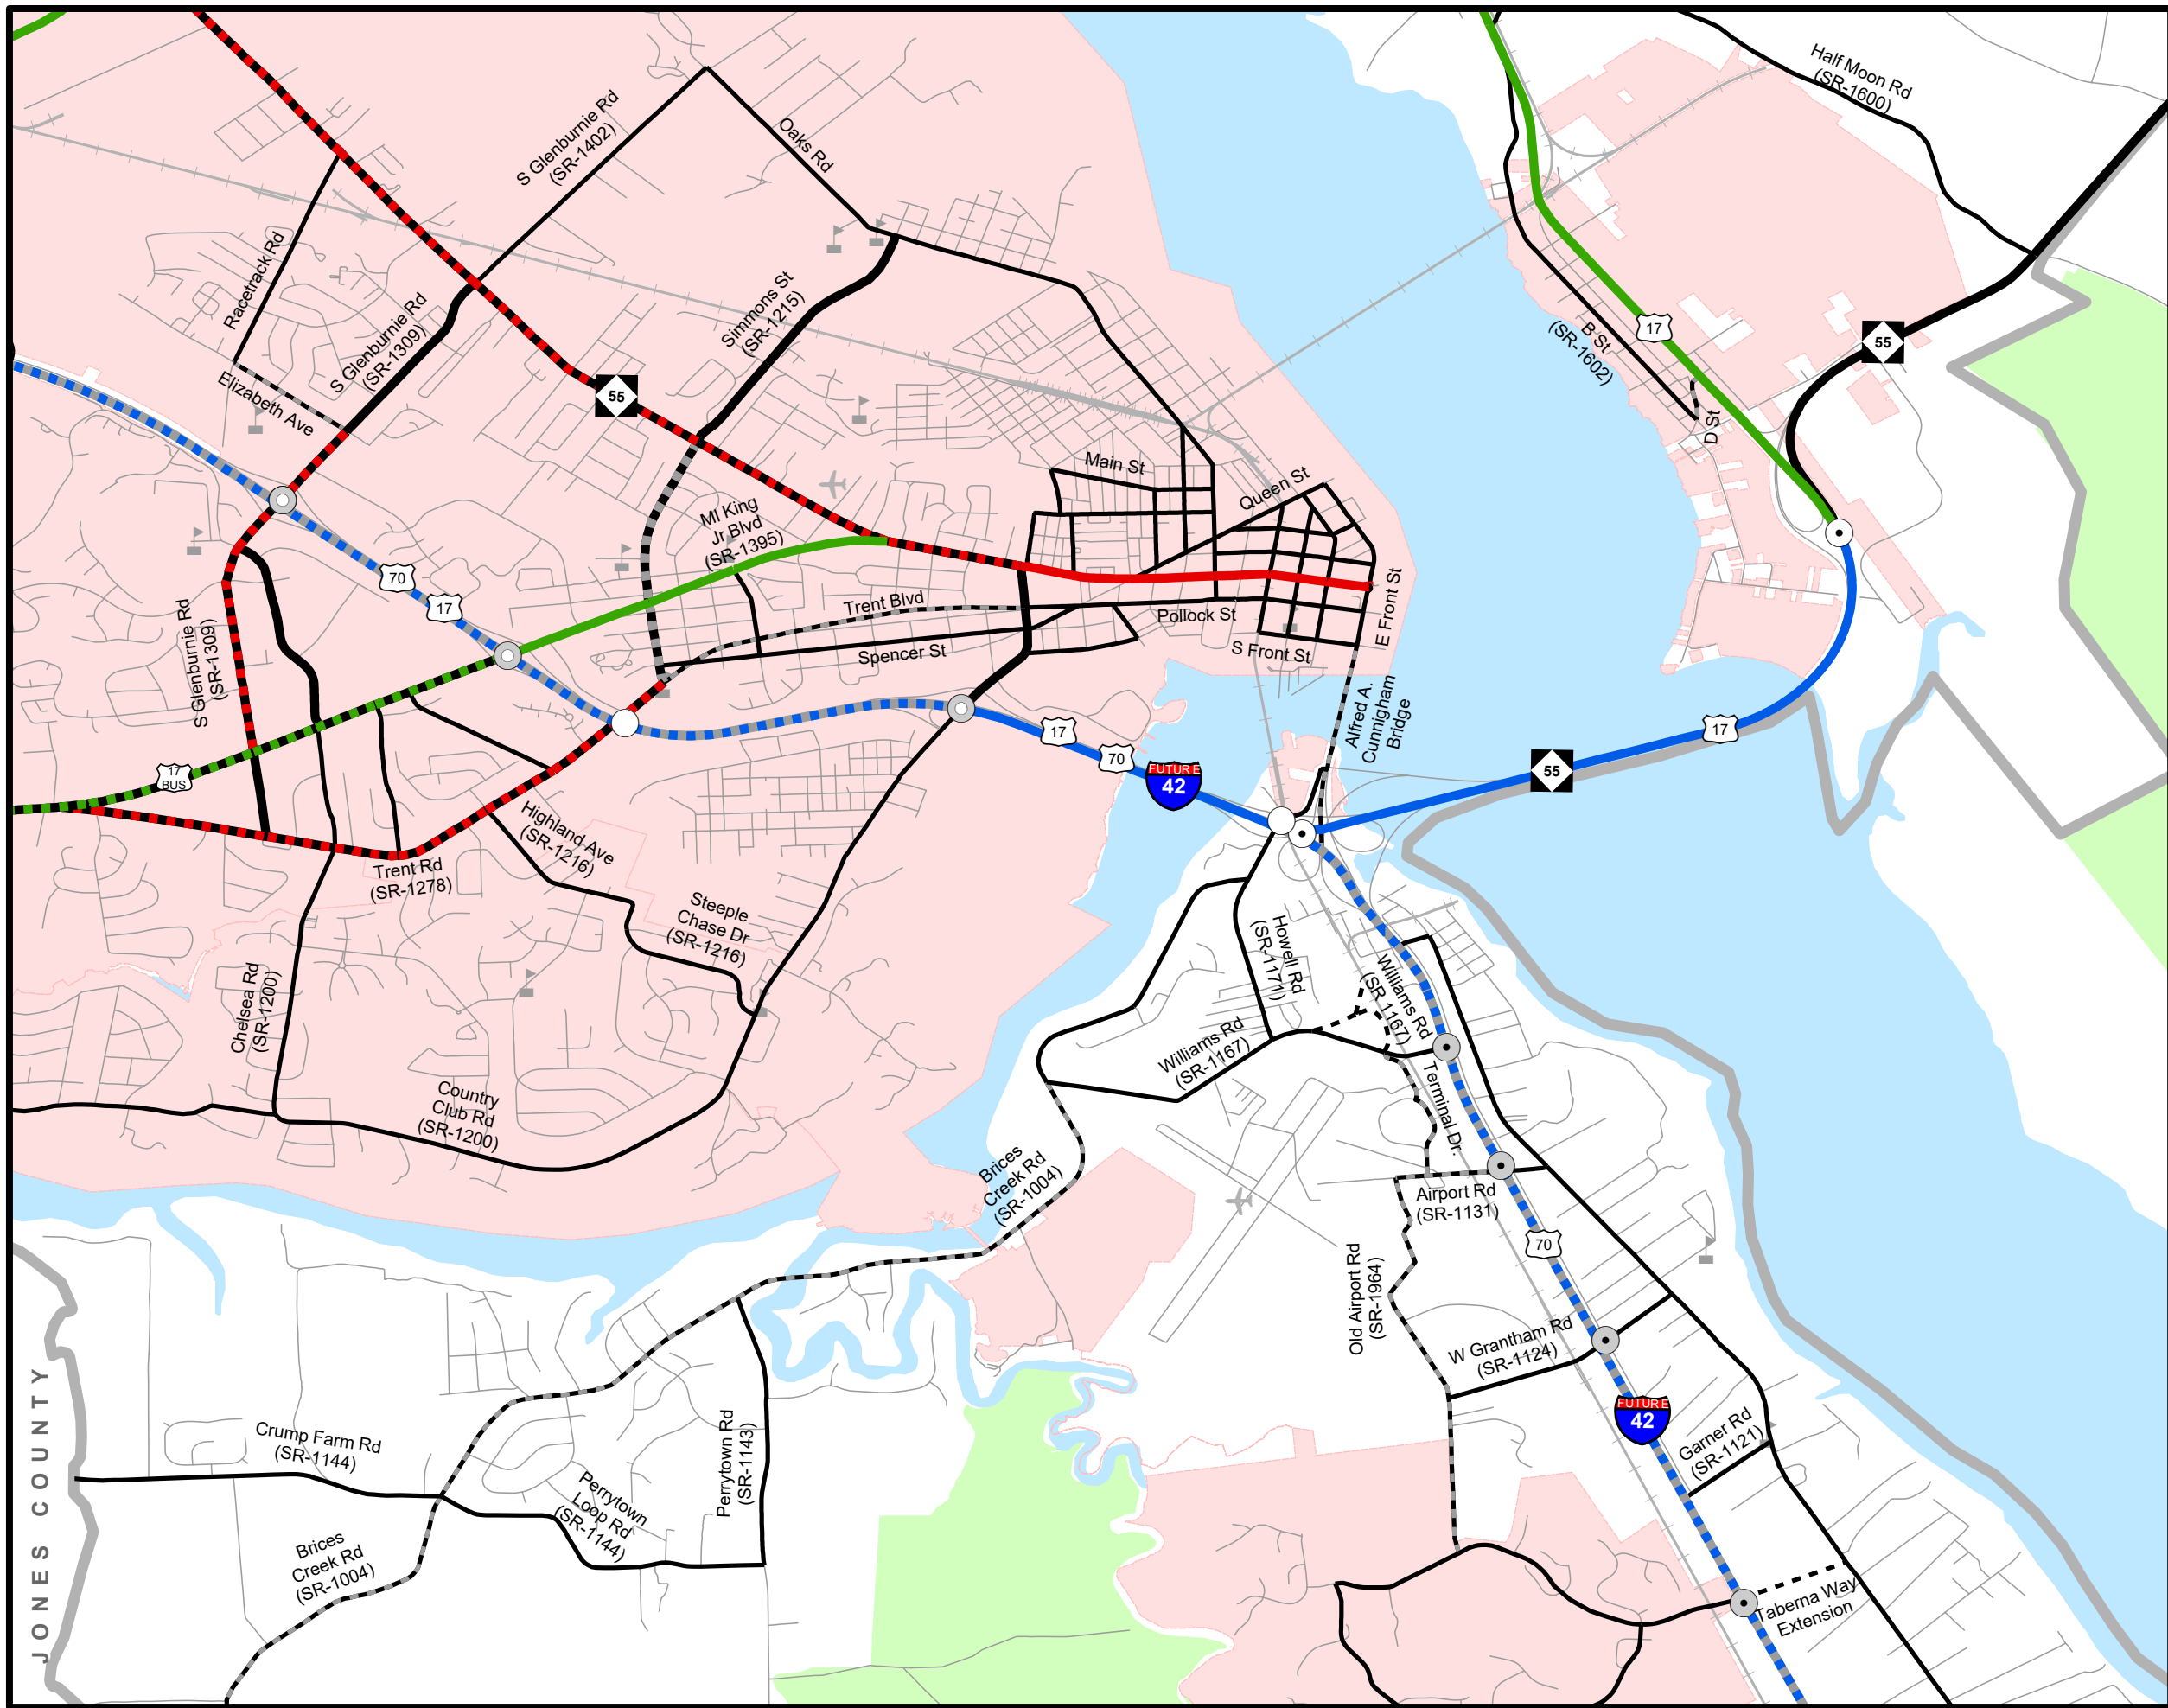 Half Moon Rd
(SR-1600)
S Glenburnie Rd
(SR-1402)
Oaks Rd
Racetrack Rd
S Glenburnie Rd
(SR-1309)
Simmons St
(SR-1215)
Elizabeth Ave
55
17
B St
(SR-1602)
55
D St
Main St
Queen St
Ml King
Jr Blvd
(SR-1395)
70
17
Trent Blvd
Pollock St
E Front St
Spencer St
S Front St
S Glenburnie Rd
(SR-1309)
Alfred A.
Cunnigham
Bridge
17
70
FUTURE
42
17
55
17
BUS
Highland Ave
(SR-1216)
Trent Rd
(SR-1278)
Steeple
Chase Dr
(SR-1216)
Howell Rd
(SR-1171)
Williams Rd
(SR 1167)
Chelsea Rd
(SR-1200)
Williams Rd
(SR-1167)
Terminal Dr.
Country
Club Rd
(SR-1200)
Brices
Creek Rd
(SR-1004)
Airport Rd
(SR-1131)
70
Old Airport Rd
(SR-1964)
W Grantham Rd
(SR-1124)
FUTURE
42
Garner Rd
(SR-1121)
JONES COUNTY
Crump Farm Rd
(SR-1144)
Perrytown
Loop Rd
(SR-1144)
Perrytown Rd
(SR-1143)
Brices
Creek Rd
(SR-1004)
Taberna Way
Extension